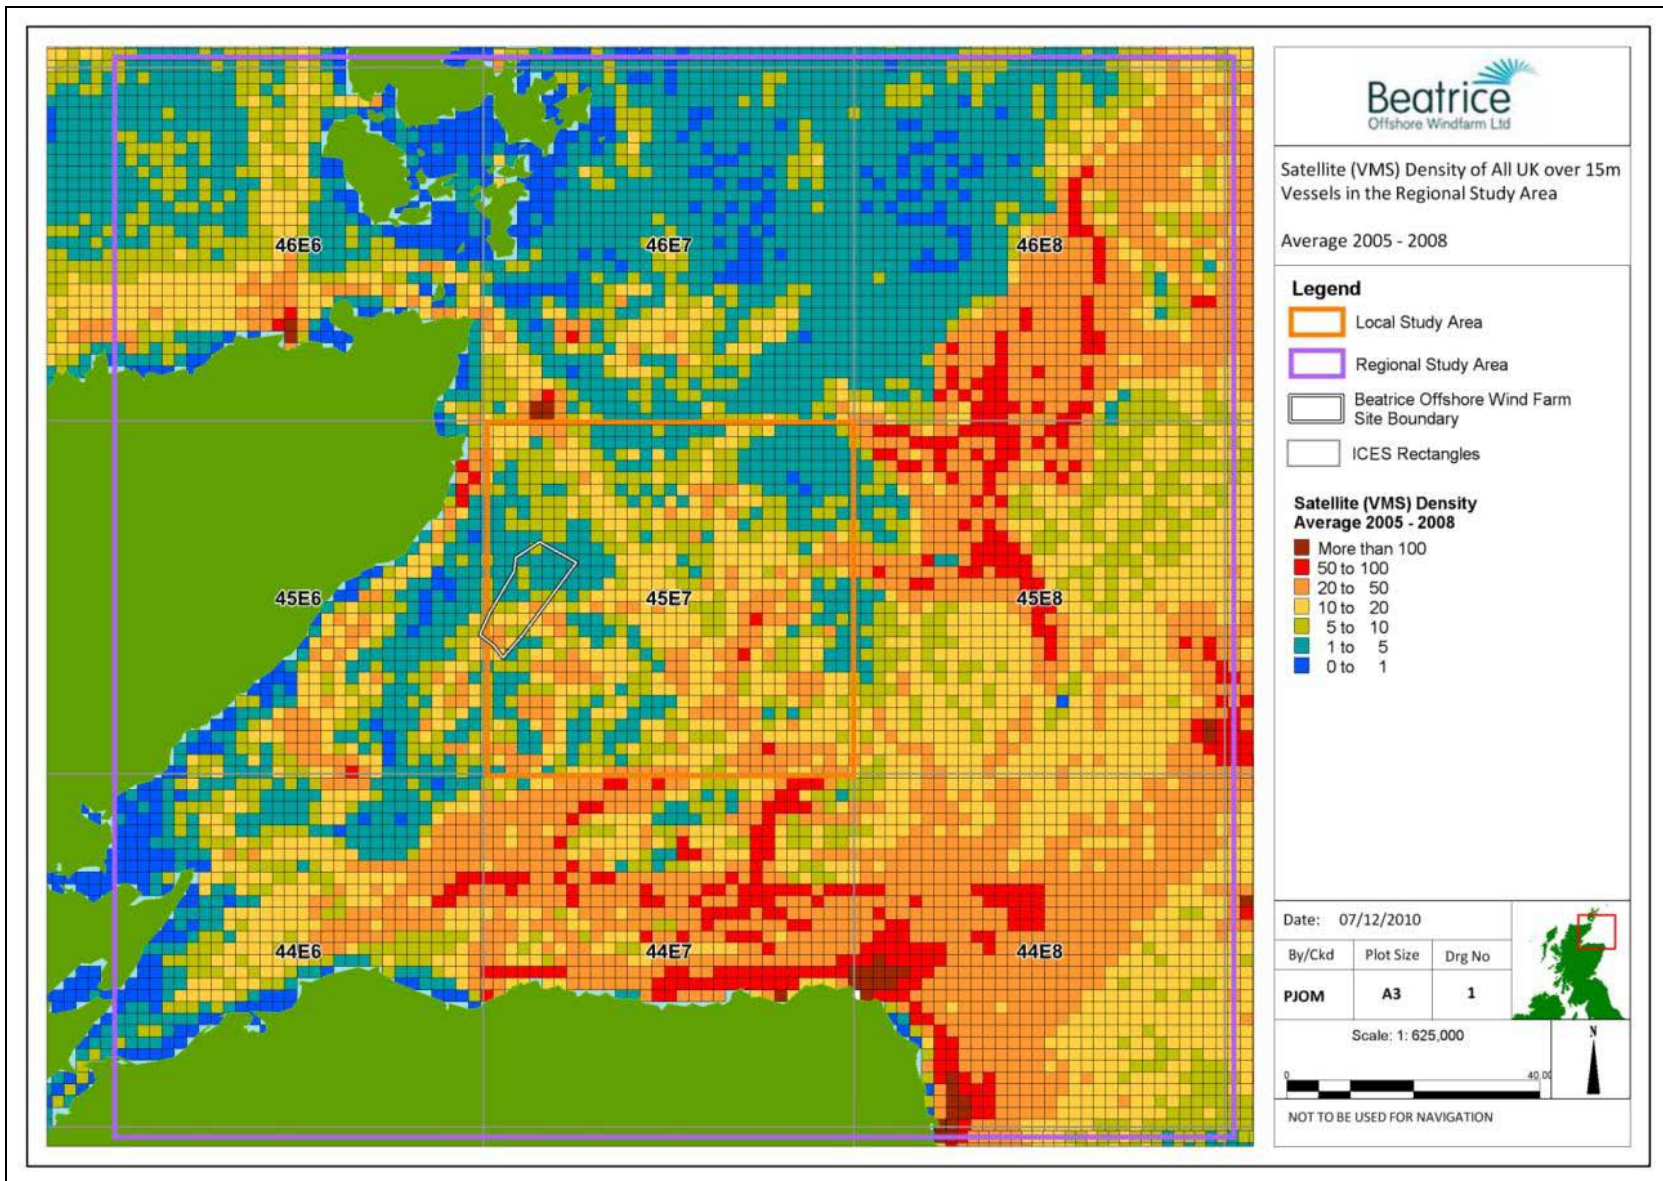 46E6
46E7
46E8
45E6
45E7
45E8
44E6
44E7
44E8
Beatrice
Offshore Windfarm Ltd
Satellite (VMS) Density of All UK over 15m
Vessels in the Regional Study Area
Average 2005 - 2008
Legend
Local Study Area
Regional Study Area
Beatrice Offshore Wind Farm
Site Boundary
ICES Rectangles
Satellite (VMS) Density
Average 2005 - 2008
More than 100
50 to 100
20 to 50
10 to 20
5 to 10
1 to 5
0 to 1
Date: 07/12/2010
By/Ckd Plot Size Drg No
PJOM A3 1
Scale: 1: 625,000
N
0 40,00
NOT TO BE USED FOR NAVIGATION